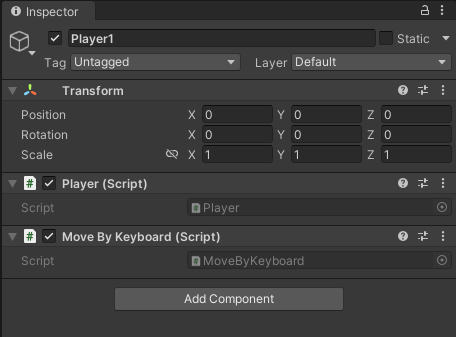 Inspector
Player1 Static
Tag Untagged Layer Default
Transform
Position X 0 Y 0 Z 0
Rotation X 0 Y 0 Z 0
Scale X 1 Y 1 Z 1
# Player (Script)
Script # Player
# Move By Keyboard (Script)
Script # MoveByKeyboard
Add Component